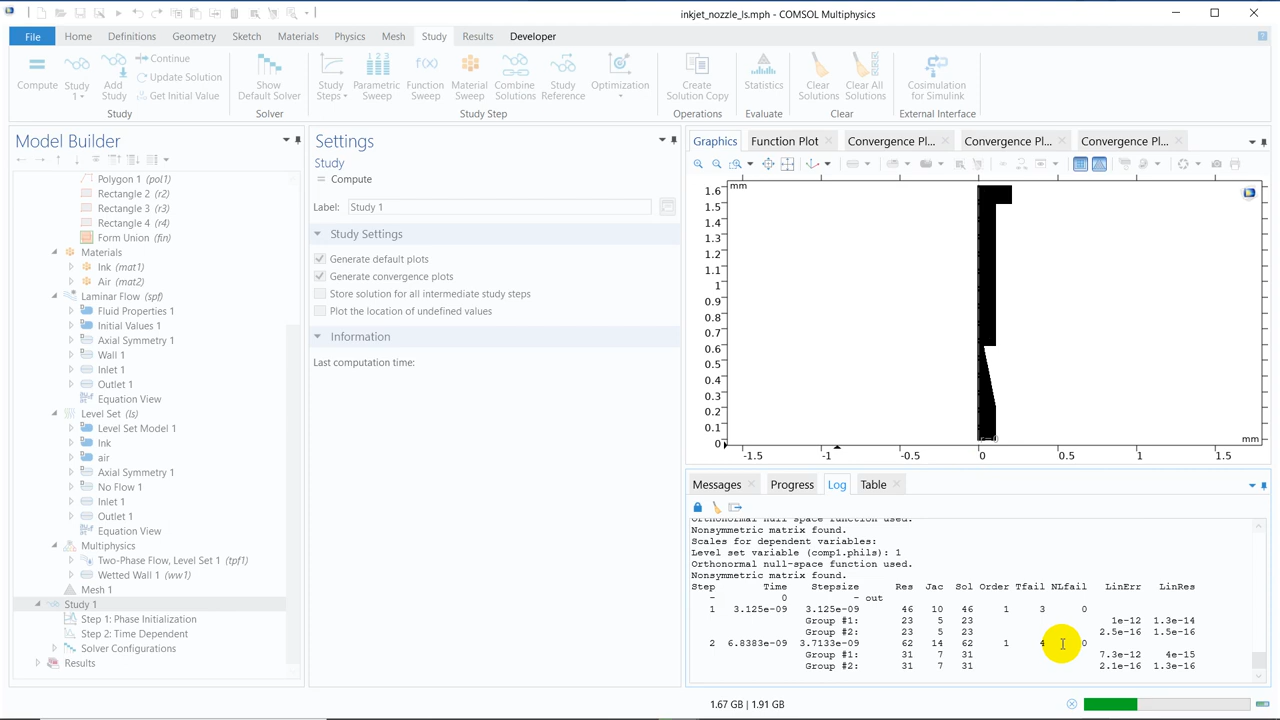 inkjet_nozzle_ls.mph - COMSOL Multiphysics
File Home Definitions Geometry Sketch Materials Physics Mesh Study Results Developer
Compute
Study 1
Add Study
Continue
Update Solution
Get Initial Value
Study
Show Default Solver
Solver
Study Steps
Parametric Sweep
Function Sweep
Material Sweep
Combine Solutions
Study Reference
Optimization
Study Step
Create Solution Copy
Operations
Statistics
Evaluate
Clear Solutions
Clear All Solutions
Clear
Cosimulation for Simulink
External Interface
Model Builder
Polygon 1 (pol1)
Rectangle 2 (r2)
Rectangle 3 (r3)
Rectangle 4 (r4)
Form Union (fin)
Materials
Ink (mat1)
Air (mat2)
Laminar Flow (spf)
Fluid Properties 1
Initial Values 1
Axial Symmetry 1
Wall 1
Inlet 1
Outlet 1
Equation View
Level Set (ls)
Level Set Model 1
Ink
air
Axial Symmetry 1
No Flow 1
Inlet 1
Outlet 1
Equation View
Multiphysics
Two-Phase Flow, Level Set 1 (tpf1)
Wetted Wall 1 (ww1)
Mesh 1
Study 1
Step 1: Phase Initialization
Step 2: Time Dependent
Solver Configurations
Results
Settings
Study
= Compute
Label: Study 1
Study Settings
Generate default plots
Generate convergence plots
Store solution for all intermediate study steps
Plot the location of undefined values
Information
Last computation time:
Graphics Function Plot Convergence Pl... Convergence Pl... Convergence Pl...
mm
1.6
1.5
1.4
1.3
1.2
1.1
1
0.9
0.8
0.7
0.6
0.5
0.4
0.3
0.2
0.1
0
r=0
mm
-1.5 -1 -0.5 0 0.5 1 1.5
Messages Progress Log Table
Orthonormal null-space function used.
Nonsymmetric matrix found.
Scales for dependent variables:
Level set variable (comp1.phils): 1
Orthonormal null-space function used.
Nonsymmetric matrix found.
Step Time Stepsize Res Jac Sol Order Tfail NLfail LinErr LinRes
- 0 - out
1 3.125e-09 3.125e-09 46 10 46 1 3 0
Group #1: 23 5 23 1e-12 1.3e-14
Group #2: 23 5 23 2.5e-16 1.5e-16
2 6.8383e-09 3.7133e-09 62 14 62 1 4 0
Group #1: 31 7 31 7.3e-12 4e-15
Group #2: 31 7 31 2.1e-16 1.3e-16
1.67 GB | 1.91 GB